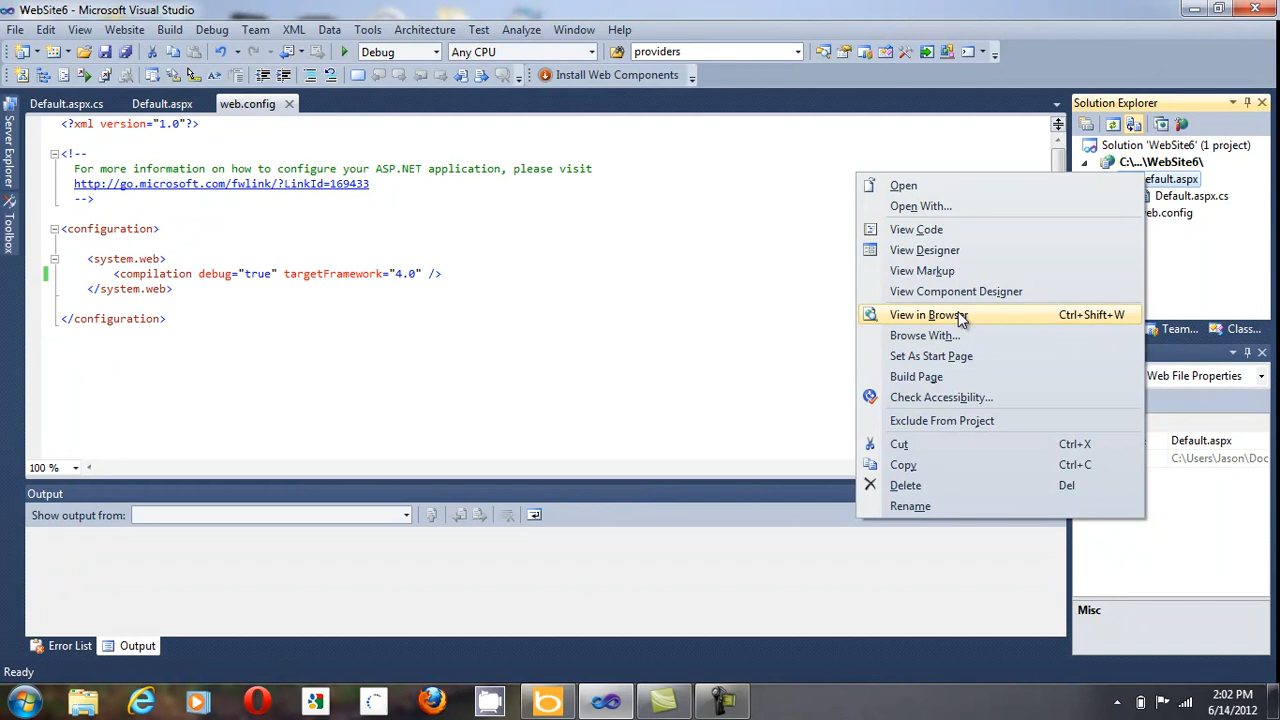 WebSite6 - Microsoft Visual Studio
File Edit View Website Build Debug Team XML Data Tools Architecture Test Analyze Window Help
Debug Any CPU providers
Install Web Components
Default.aspx.cs Default.aspx web.config
Server Explorer
Toolbox
<?xml version="1.0"?>
<!--
For more information on how to configure your ASP.NET application, please visit
http://go.microsoft.com/fwlink/?LinkId=169433
-->
<configuration>
<system.web>
<compilation debug="true" targetFramework="4.0" />
</system.web>
</configuration>
100 %
Open
Open With...
View Code
View Designer
View Markup
View Component Designer
View in Browser Ctrl+Shift+W
Browse With...
Set As Start Page
Build Page
Check Accessibility...
Exclude From Project
Cut Ctrl+X
Copy Ctrl+C
Delete Del
Rename
Solution Explorer
Solution 'WebSite6' (1 project)
C:\...\WebSite6\
efault.aspx
Default.aspx.cs
eb.config
Team... Class...
Web File Properties
Default.aspx
C:\Users\Jason\Doc
Misc
Output
Show output from:
Error List Output
Ready
2:02 PM
6/14/2012